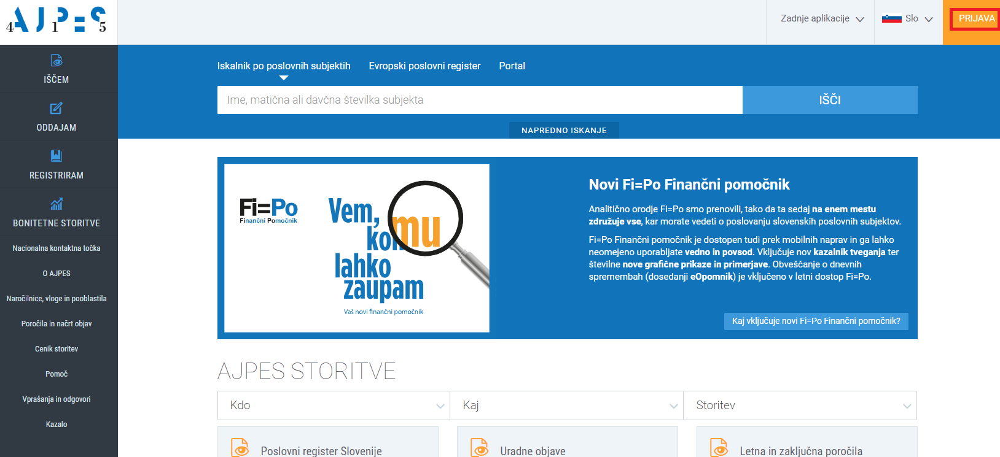 AJPES
4 1 5
Zadnje aplikacije
Slo
PRIJAVA
IŠČEM
ODDAJAM
REGISTRIRAM
BONITETNE STORITVE
Nacionalna kontaktna točka
O AJPES
Naročilnice, vloge in pooblastila
Poročila in načrt objav
Cenik storitev
Pomoč
Vprašanja in odgovori
Kazalo
Iskalnik po poslovnih subjektih
Evropski poslovni register
Portal
Ime, matična ali davčna številka subjekta
IŠČI
NAPREDNO ISKANJE
Fi=Po
Finančni Pomočnik
Vem,
komu
lahko
zaupam
Vaš novi finančni pomočnik
Novi Fi=Po Finančni pomočnik
Analitično orodje Fi=Po smo prenovili, tako da ta sedaj na enem mestu
združuje vse, kar morate vedeti o poslovanju slovenskih poslovnih subjektov.
Fi=Po Finančni pomočnik je dostopen tudi prek mobilnih naprav in ga lahko
neomejeno uporabljate vedno in povsod. Vključuje nov kazalnik tveganja ter
številne nove grafične prikaze in primerjave. Obveščanje o dnevnih
spremembah (dosedanji eOpomnik) je vključeno v letni dostop Fi=Po.
Kaj vključuje novi Fi=Po Finančni pomočnik?
AJPES STORITVE
Kdo
Kaj
Storitev
Poslovni register Slovenije
Uradne objave
Letna in zaključna poročila